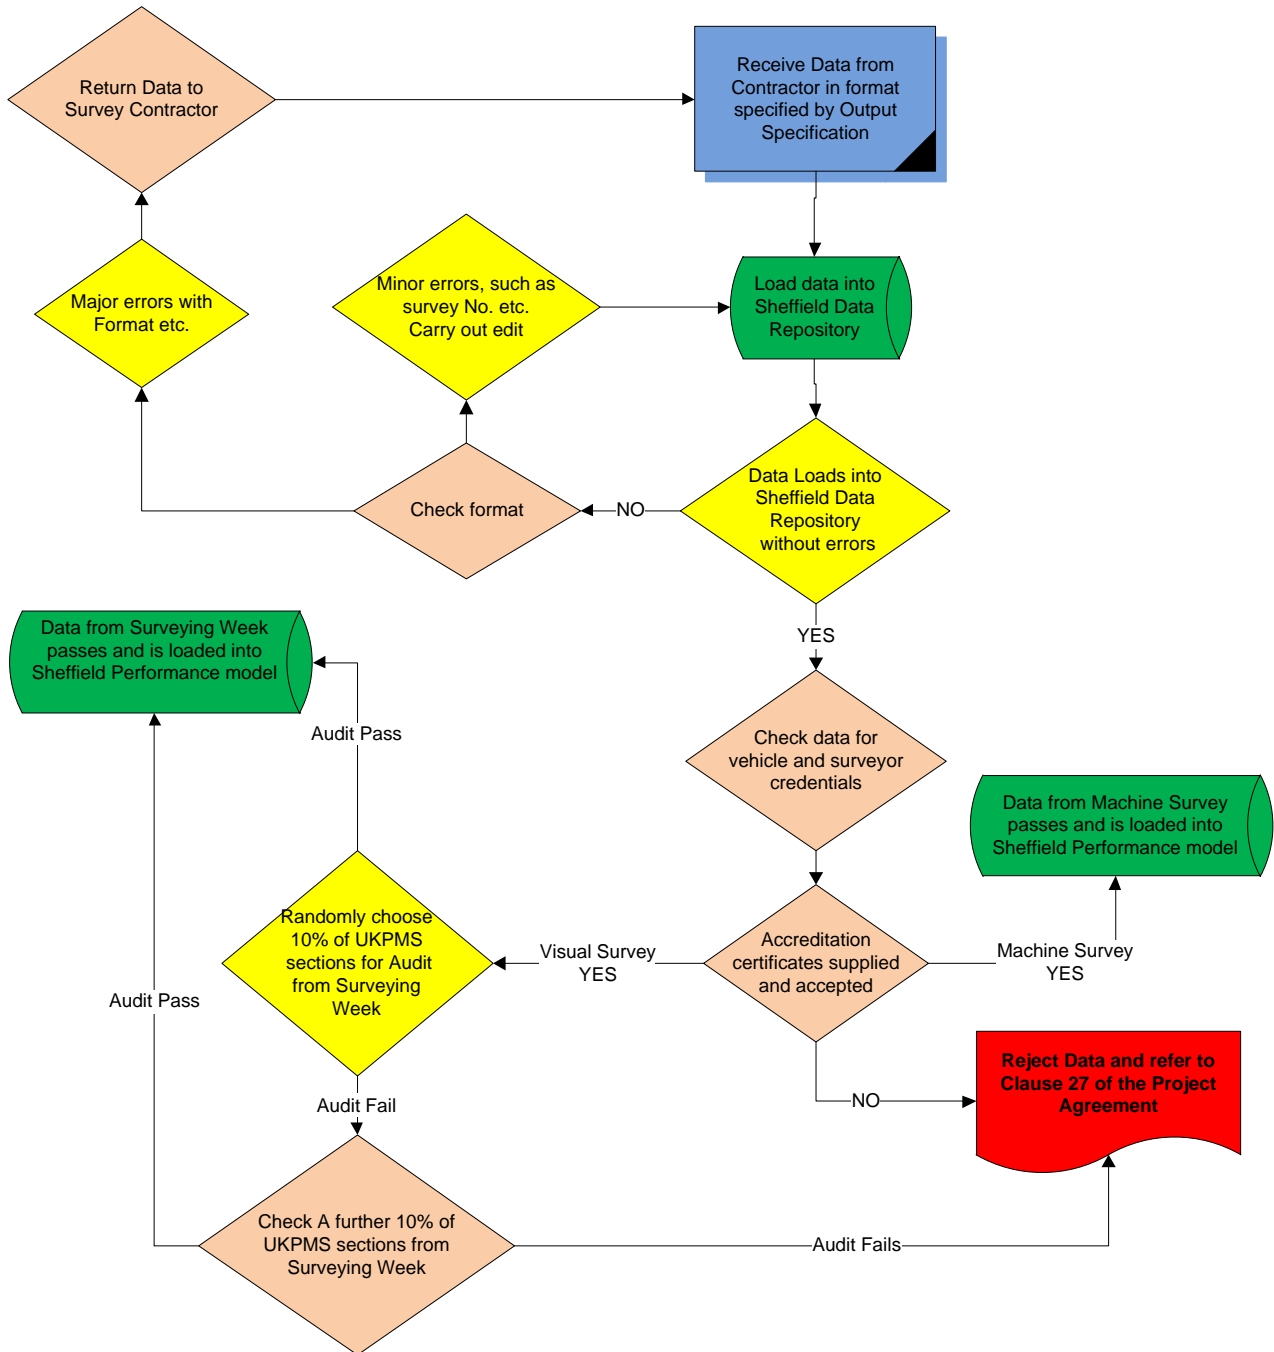 Return Data to
Survey Contractor
Receive Data from
Contractor in format
specified by Output
Specification
Major errors with
Format etc.
Minor errors, such as
survey No. etc.
Carry out edit
Load data into
Sheffield Data
Repository
Check format
NO
Data Loads into
Sheffield Data
Repository
without errors
YES
Data from Surveying Week
passes and is loaded into
Sheffield Performance model
Audit Pass
Check data for
vehicle and surveyor
credentials
Data from Machine Survey
passes and is loaded into
Sheffield Performance model
Randomly choose
10% of UKPMS
sections for Audit
from Surveying
Week
Visual Survey
YES
Accreditation
certificates supplied
and accepted
Machine Survey
YES
Audit Pass
Audit Fail
NO
Reject Data and refer to
Clause 27 of the Project
Agreement
Check A further 10% of
UKPMS sections from
Surveying Week
Audit Fails